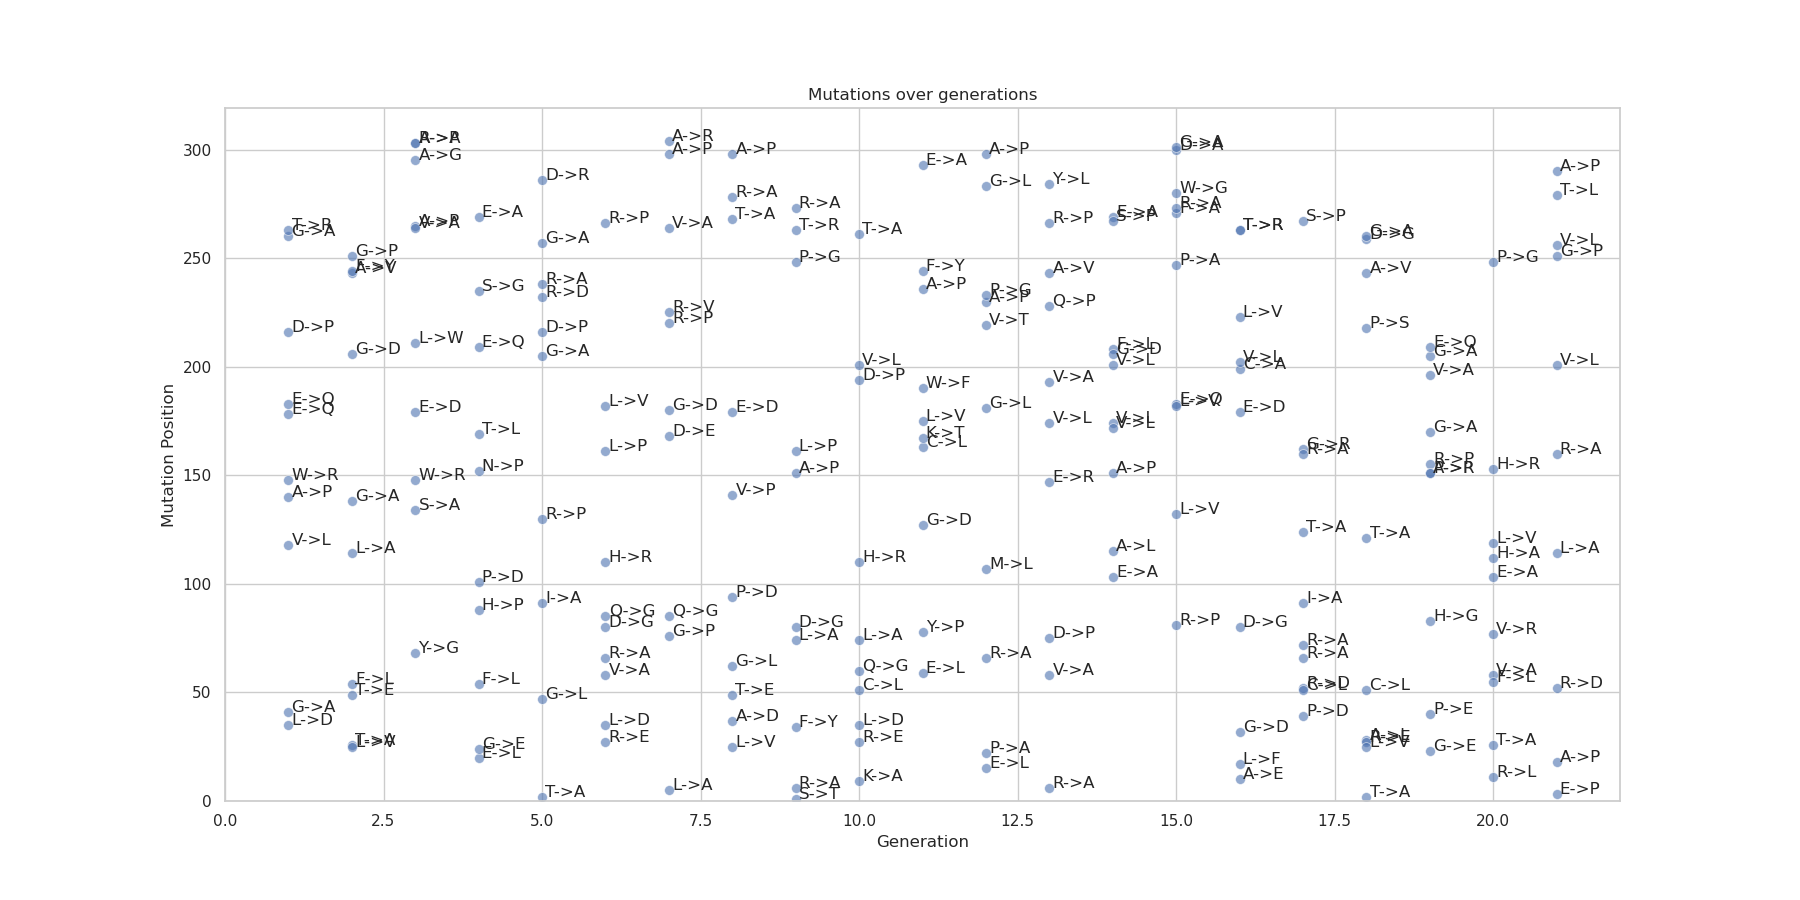 Mutations over generations
Mutation Position
300
250
200
150
100
50
0
T->R
G->A
D->P
E->Q
E->Q
W->R
A->P
V->L
G->A
L->D
G->P
A->V
G->D
G->A
L->A
F->L
T->E
L->V
A->G
L->W
E->D
W->R
S->A
Y->G
E->A
S->G
E->Q
T->L
N->P
P->D
H->P
F->L
G->E
E->L
D->R
G->A
R->A
R->D
D->P
G->A
R->P
I->A
G->L
T->A
R->P
L->V
L->P
H->R
Q->G
D->G
R->A
V->A
L->D
R->E
A->R
A->P
V->A
R->V
R->P
G->D
D->E
Q->G
G->P
L->A
A->P
R->A
T->A
E->D
V->P
P->D
G->L
T->E
A->D
L->V
R->A
T->R
P->G
L->P
A->P
D->G
L->A
F->Y
R->A
S->T
T->A
V->L
D->P
H->R
L->A
Q->G
C->L
L->D
R->E
K->A
E->A
F->Y
A->P
W->F
L->V
K->T
C->L
G->D
Y->P
E->L
A->P
G->L
P->G
A->P
V->T
G->L
M->L
R->A
P->A
E->L
Y->L
R->P
A->V
Q->P
V->A
V->L
E->R
D->P
V->A
R->A
E->A
S->P
F->L
G->D
V->L
V->L
V->L
A->P
A->L
E->A
G->A
W->G
R->A
P->A
E->Q
L->V
L->V
R->P
L->V
V->L
C->A
E->D
D->G
G->D
L->F
A->E
S->P
G->R
R->A
T->A
I->A
R->A
R->A
C->L
P->D
G->A
D->G
A->V
P->S
T->A
C->L
L->V
T->A
E->Q
G->A
V->A
G->A
R->P
H->G
P->E
G->E
P->G
H->R
L->V
H->A
E->A
V->R
V->A
F->L
T->A
R->L
A->P
T->L
V->L
G->P
V->L
R->A
L->A
R->D
A->P
E->P
0.0
2.5
5.0
7.5
10.0
12.5
15.0
17.5
20.0
Generation